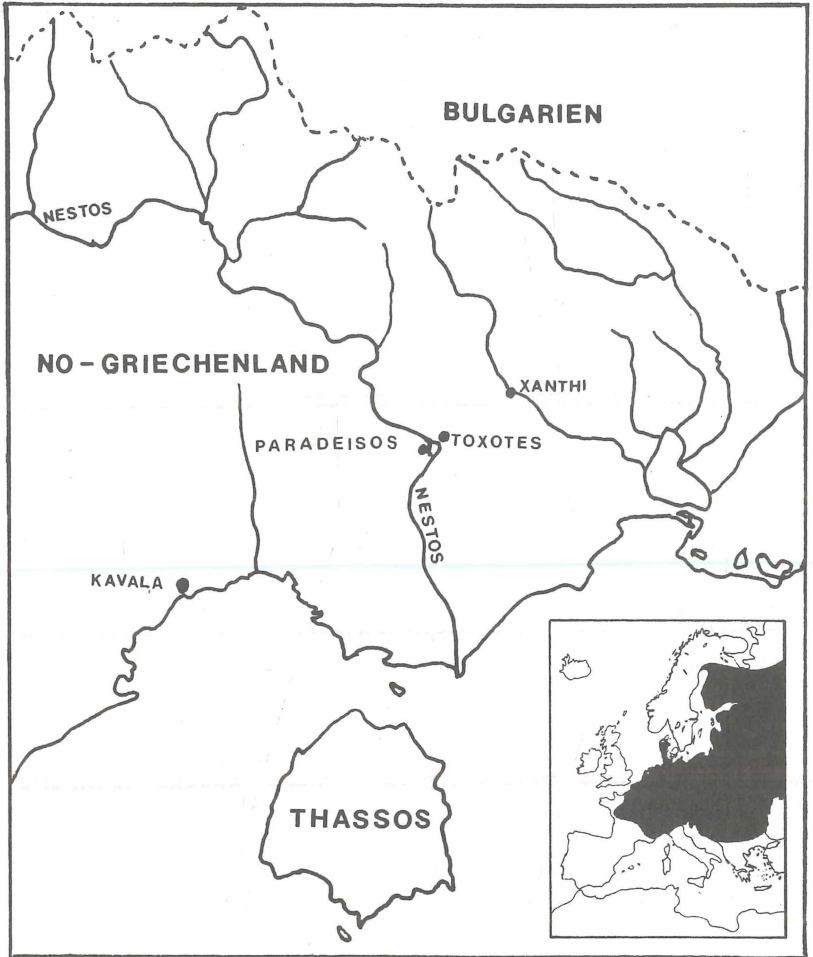 BULGARIEN
NESTOS
NO-GRIECHENLAND
XANTHI
PARADEISOS
TOXOTES
NESTOS
KAVALA
THASSOS